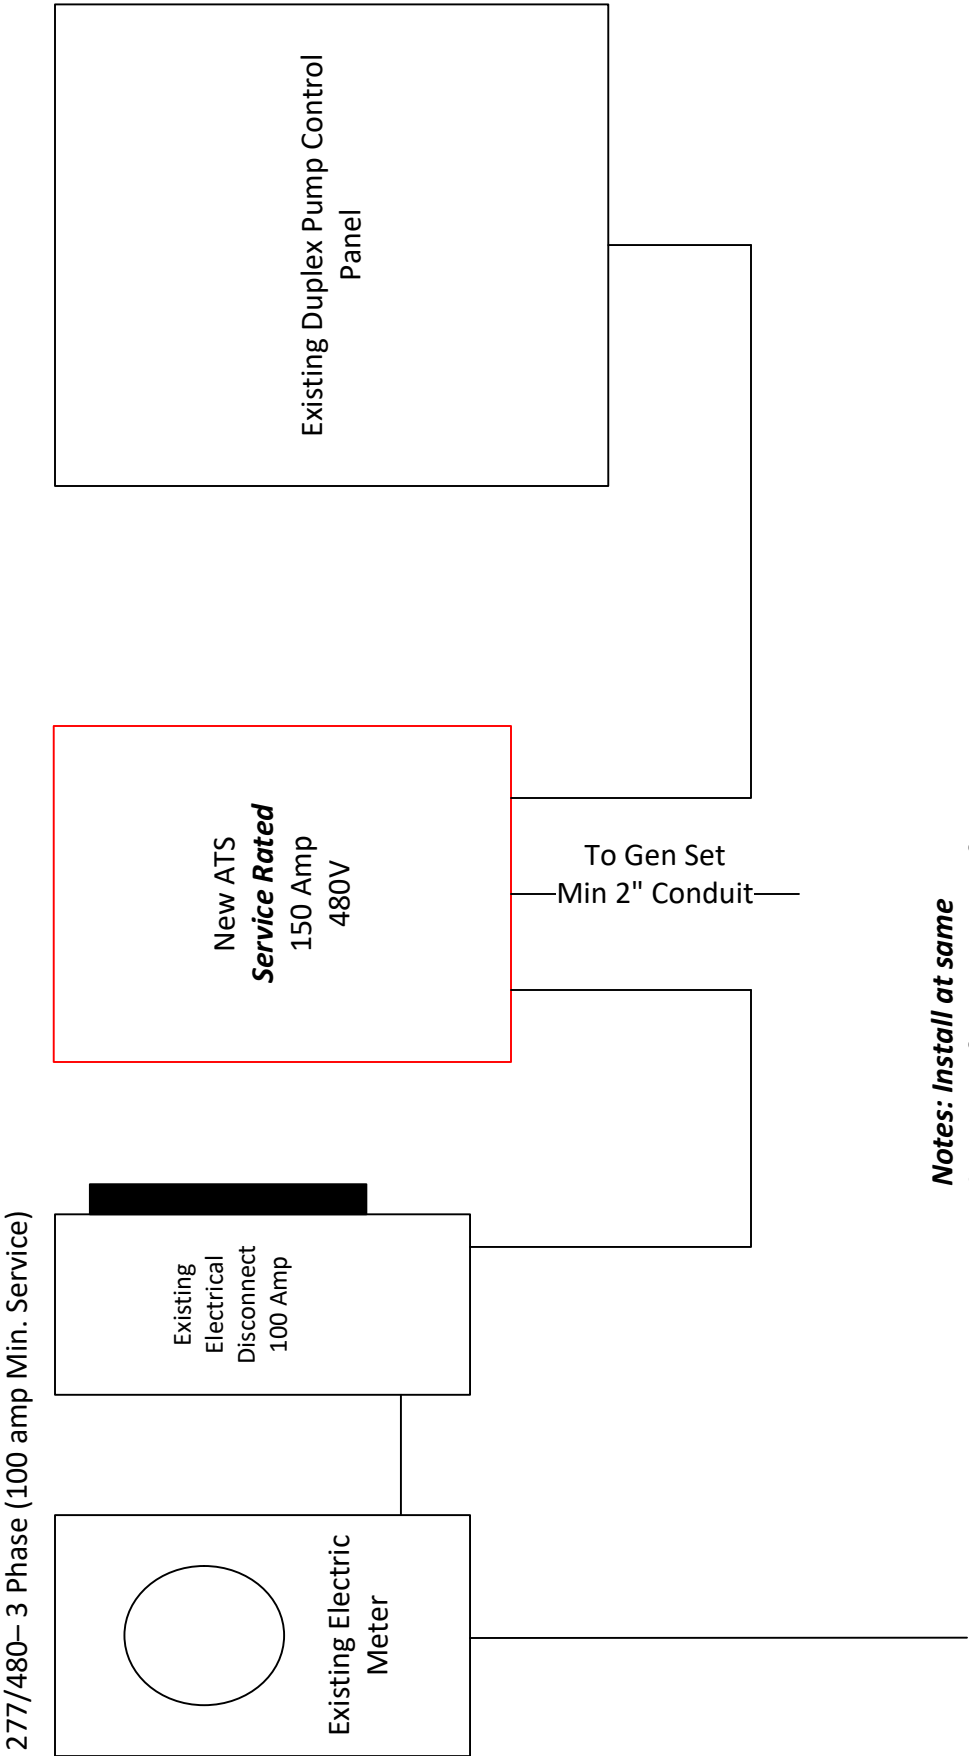 277/480– 3 Phase (100 amp Min. Service)
Existing Electric
Meter
Existing
Electrical
Disconnect
100 Amp
New ATS
Service Rated
150 Amp
480V
To Gen Set
Min 2" Conduit
Existing Duplex Pump Control
Panel
Notes: Install at same